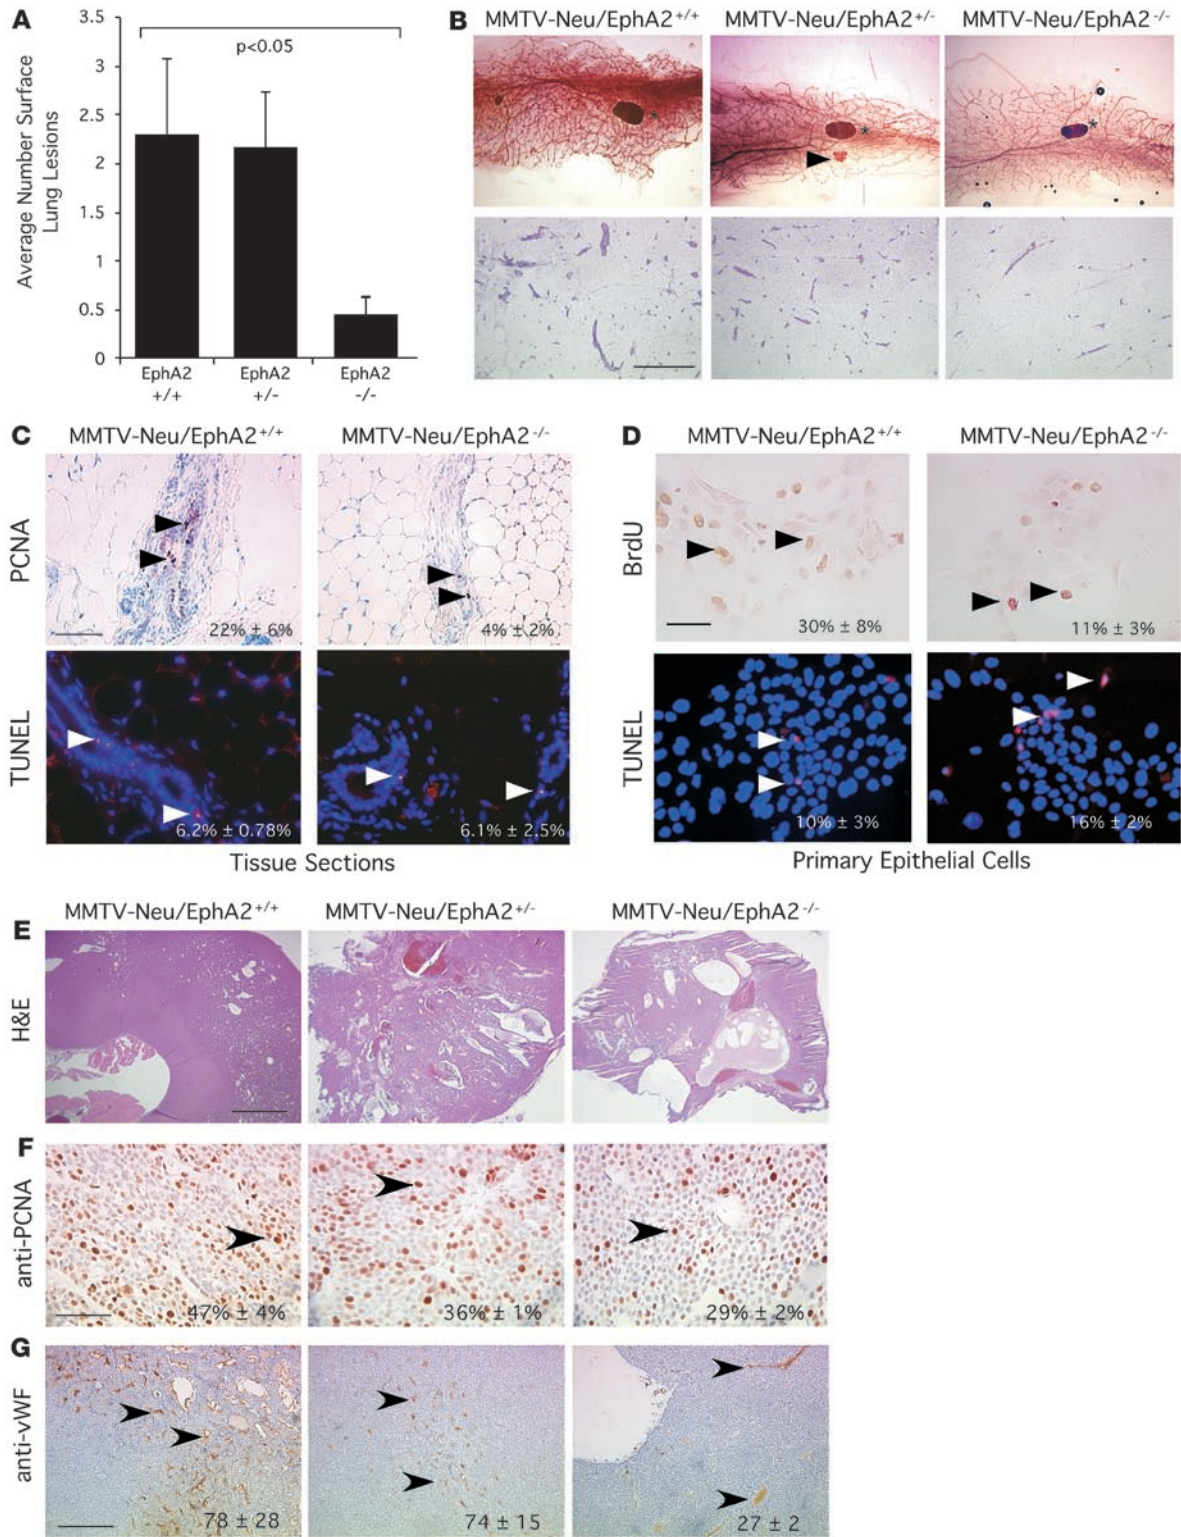 A
Average Number Surface
Lung Lesions
3.5
3
2.5
2
1.5
1
0.5
0
p<0.05
EphA2 EphA2 EphA2
+/+ +/- -/-
B
MMTV-Neu/EphA2+/+ MMTV-Neu/EphA2+/- MMTV-Neu/EphA2-/-
* * *
C
MMTV-Neu/EphA2+/+ MMTV-Neu/EphA2-/-
PCNA
22% ± 6% 4% ± 2%
TUNEL
6.2% ± 0.78% 6.1% ± 2.5%
Tissue Sections
D
MMTV-Neu/EphA2+/+ MMTV-Neu/EphA2-/-
BrdU
30% ± 8% 11% ± 3%
TUNEL
10% ± 3% 16% ± 2%
Primary Epithelial Cells
MMTV-Neu/EphA2+/+ MMTV-Neu/EphA2+/- MMTV-Neu/EphA2-/-
E
H&E
F
anti-PCNA
47% ± 4% 36% ± 1% 29% ± 2%
G
anti-vWF
78 ± 28 74 ± 15 27 ± 2